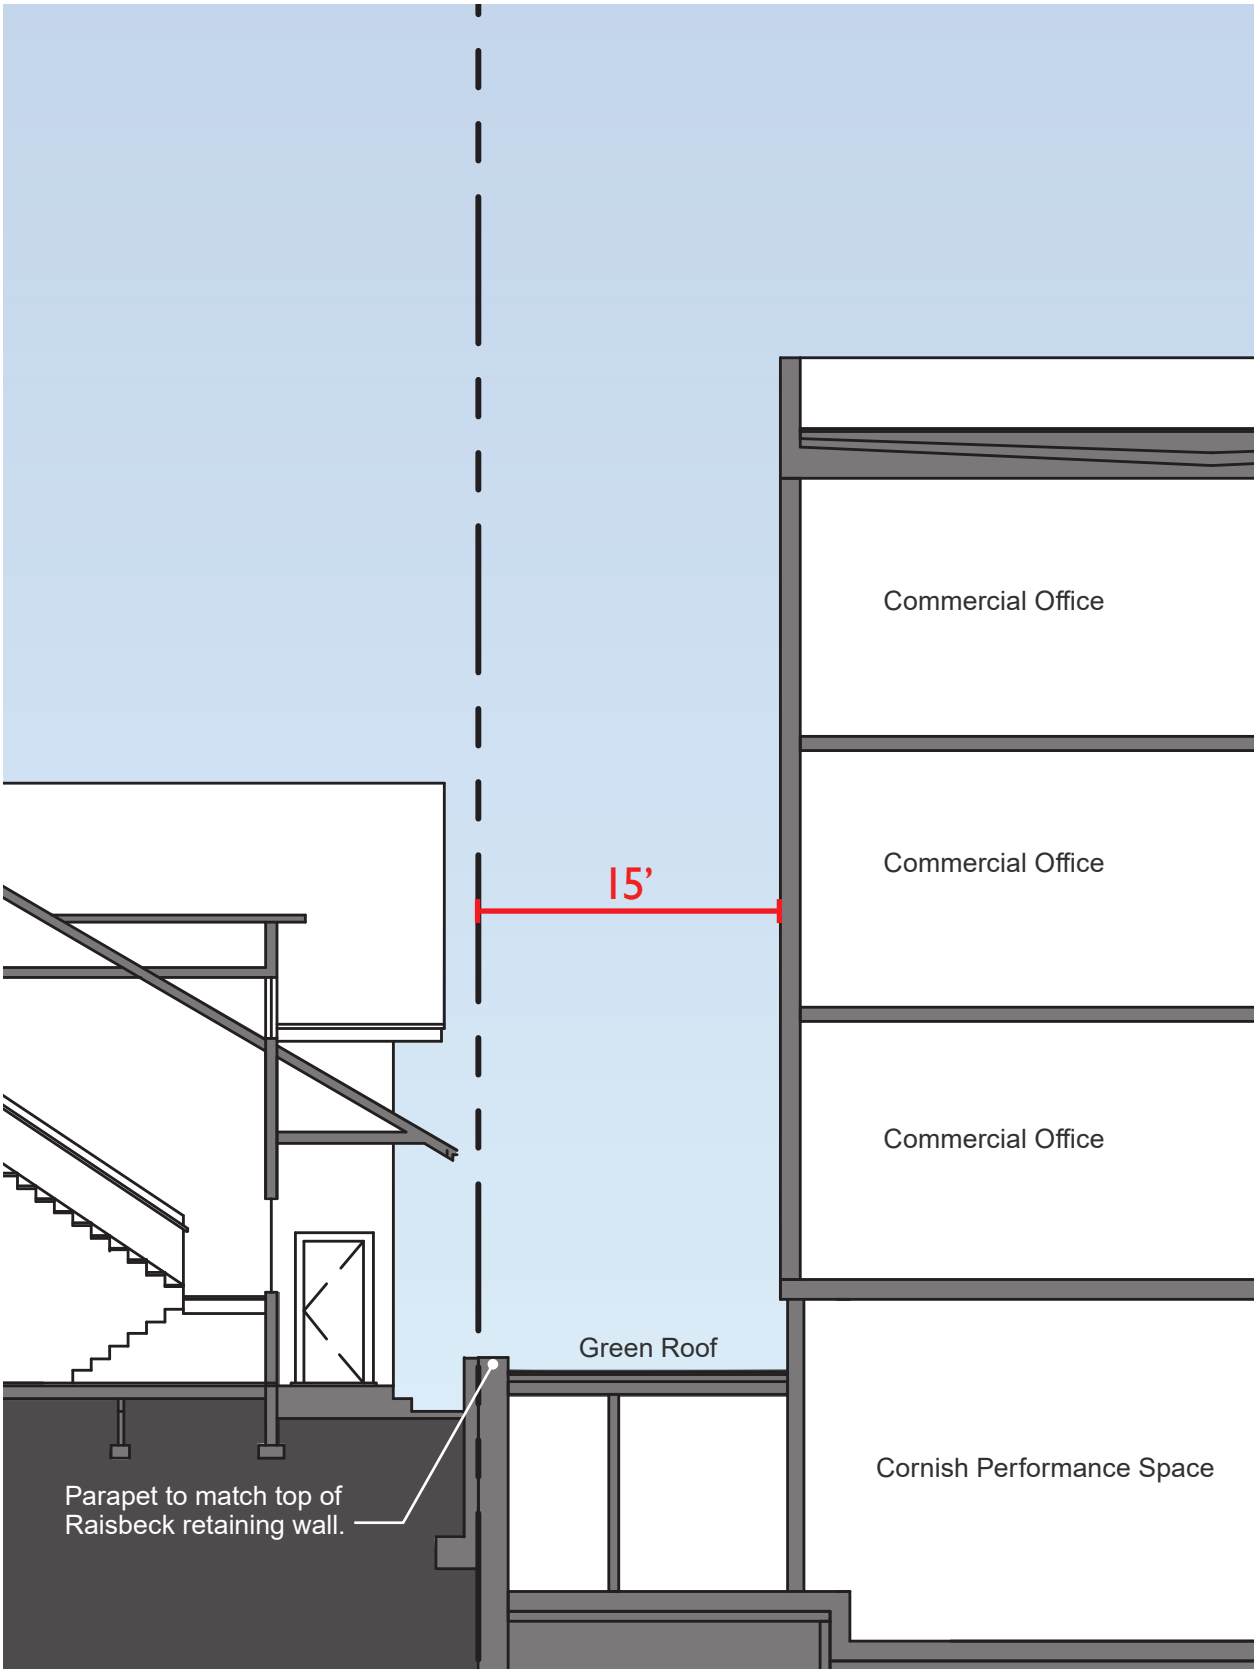 Commercial Office
Commercial Office
15’
Commercial Office
Green Roof
Cornish Performance Space
Parapet to match top of
Raisbeck retaining wall.